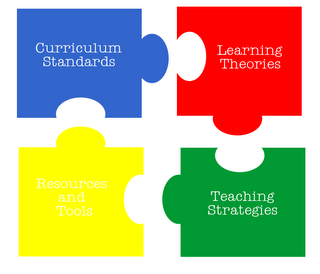 Curriculum
Standards
Learning
Theories
Resources
and
Tools
Teaching
Strategies